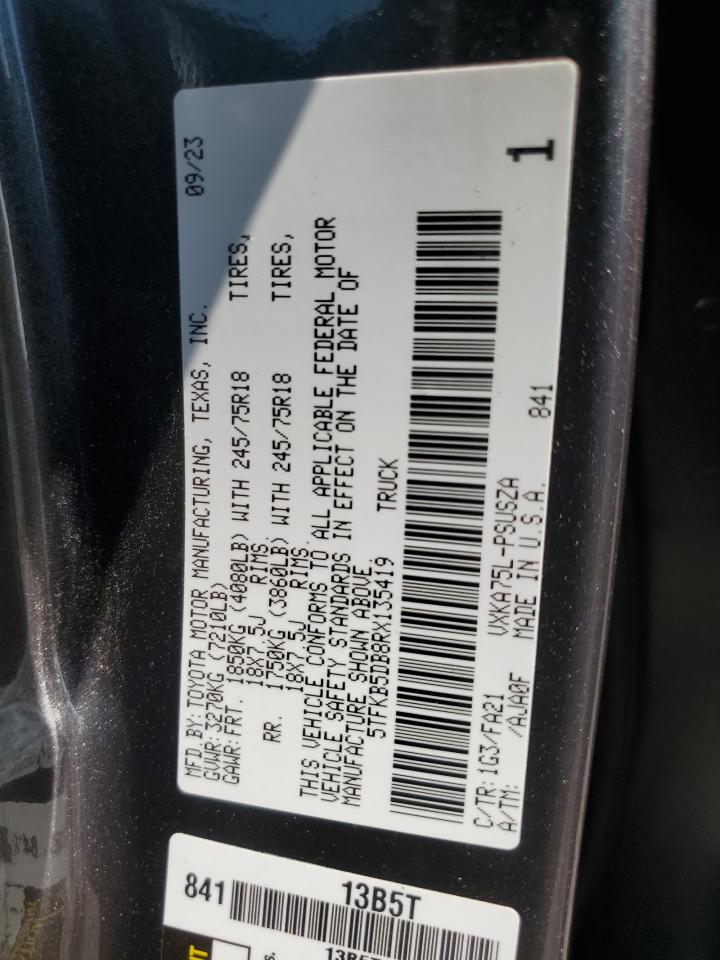 MFD.BY: TOYOTA MOTOR MANUFACTURING, TEXAS, INC. 09/23
GVWR: 3270KG (7210LB)
GAWR: FRT. 1850KG (4080LB) WITH 245/75R18 TIRES,
18X7.5J RIMS
RR. 1750KG (3860LB) WITH 245/75R18 TIRES,
18X7.5J RIMS
THIS VEHICLE CONFORMS TO ALL APPLICABLE FEDERAL MOTOR
VEHICLE SAFETY STANDARDS IN EFFECT ON THE DATE OF
MANUFACTURE SHOWN ABOVE
5TFKB5DB8RX135419 TRUCK
C/TR: 1G3/FA21 VXKA75L-PSUSZA 841
A/TM: /AJA0F MADE IN U.S.A.
1
841 13B5T